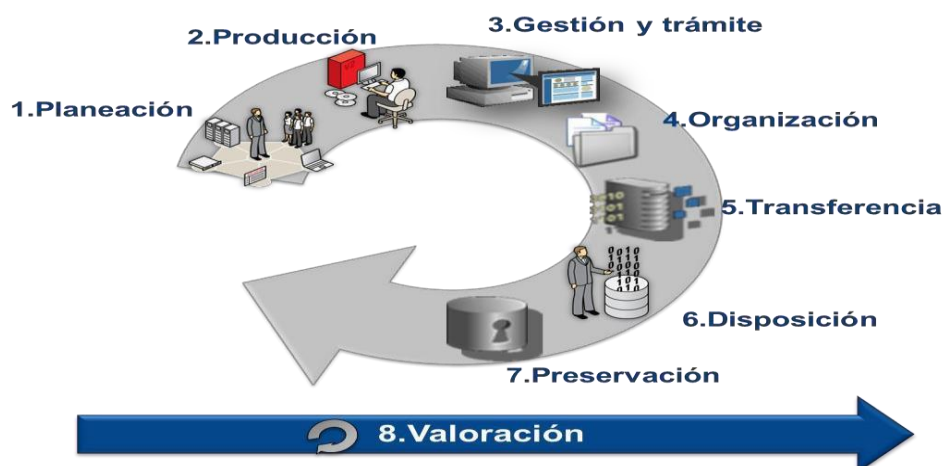 1.Planeación
2.Producción
3.Gestión y trámite
4.Organización
5.Transferencia
6.Disposición
7.Preservación
8.Valoración